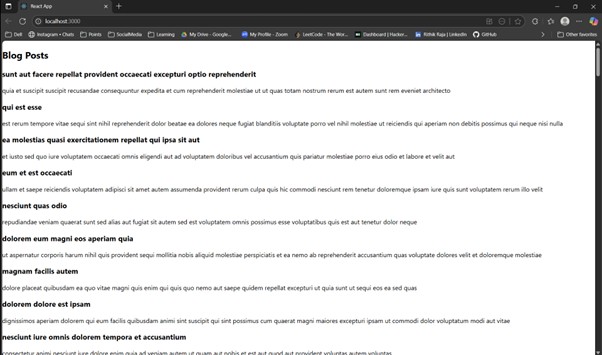 React App
localhost:3000
Dell
Instagram • Chats
Points
SocialMedia
Learning
My Drive - Google...
My Profile - Zoom
LeetCode - The Wor...
Dashboard | Hacker...
Rithik Raja | LinkedIn
GitHub
Other favorites
Blog Posts
sunt aut facere repellat provident occaecati excepturi optio reprehenderit
quia et suscipit suscipit recusandae consequuntur expedita et cum reprehenderit molestiae ut ut quas totam nostrum rerum est autem sunt rem eveniet architecto
qui est esse
est rerum tempore vitae sequi sint nihil reprehenderit dolor beatae ea dolores neque fugiat blanditiis voluptate porro vel nihil molestiae ut reiciendis qui aperiam non debitis possimus qui neque nisi nulla
ea molestias quasi exercitationem repellat qui ipsa sit aut
et iusto sed quo iure voluptatem occaecati omnis eligendi aut ad voluptatem doloribus vel accusantium quis pariatur molestiae porro eius odio et labore et velit aut
eum et est occaecati
ullam et saepe reiciendis voluptatem adipisci sit amet autem assumenda provident rerum culpa quis hic commodi nesciunt rem tenetur doloremque ipsam iure quis sunt voluptatem rerum illo velit
nesciunt quas odio
repudiandae veniam quaerat sunt sed alias aut fugiat sit autem sed est voluptatem omnis possimus esse voluptatibus quis est aut tenetur dolor neque
dolorem eum magni eos aperiam quia
ut aspernatur corporis harum nihil quis provident sequi mollitia nobis aliquid molestiae perspiciatis et ea nemo ab reprehenderit accusantium quas voluptate dolores velit et doloremque molestiae
magnam facilis autem
dolore placeat quibusdam ea quo vitae magni quis enim qui quis quo nemo aut saepe quidem repellat excepturi ut quia sunt ut sequi eos ea sed quas
dolorem dolore est ipsam
dignissimos aperiam dolorem qui eum facilis quibusdam animi sint suscipit qui sint possimus cum quaerat magni maiores excepturi ipsam ut commodi dolor voluptatum modi aut vitae
nesciunt iure omnis dolorem tempora et accusantium
consectetur animi nesciunt iure dolore enim quia ad veniam autem ut quam aut nobis et est aut quod aut provident voluptas autem voluptas